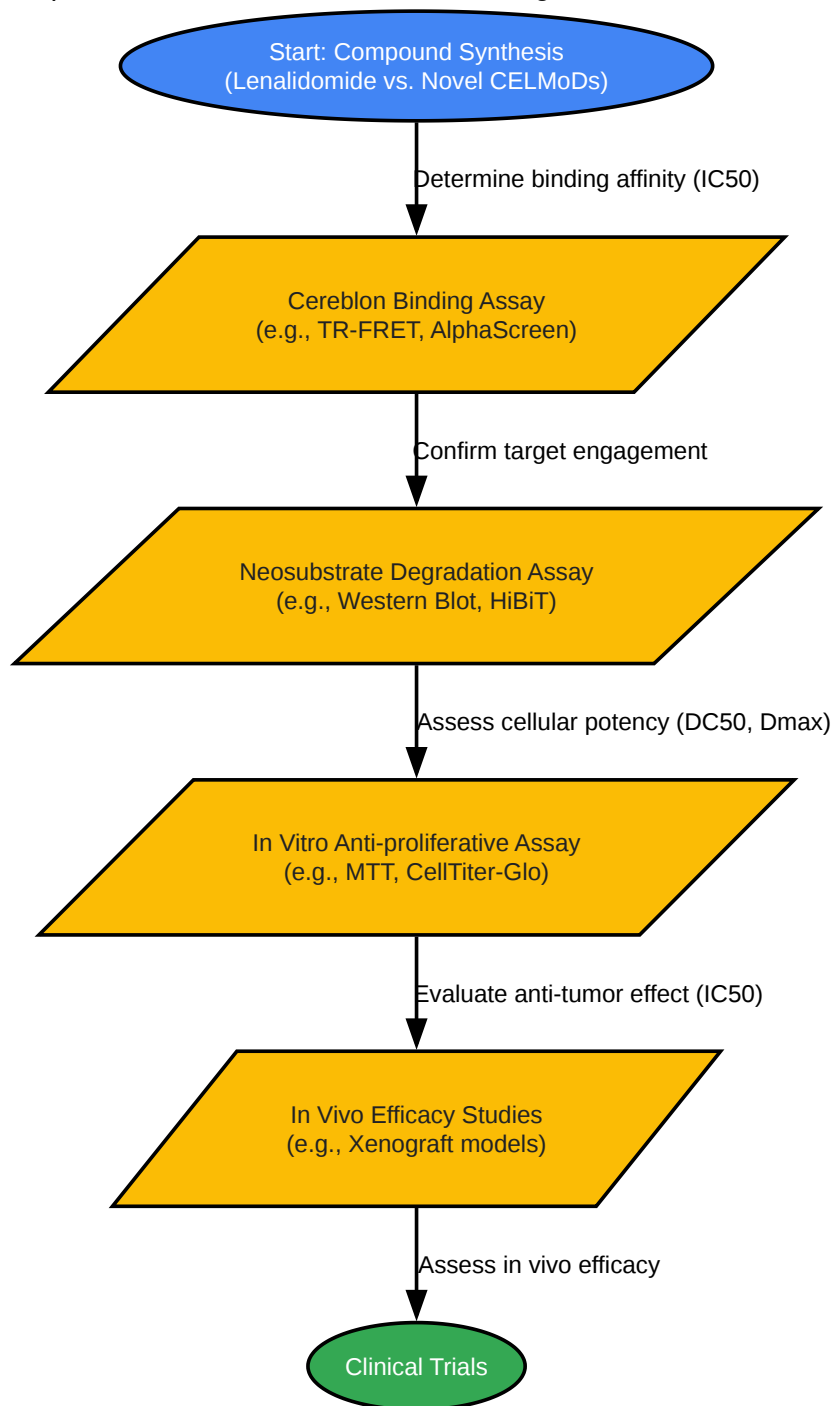 Start: Compound Synthesis
(Lenalidomide vs. Novel CELMoDs)
Determine binding affinity (IC50)
Cereblon Binding Assay
(e.g., TR-FRET, AlphaScreen)
Confirm target engagement
Neosubstrate Degradation Assay
(e.g., Western Blot, HiBiT)
Assess cellular potency (DC50, Dmax)
In Vitro Anti-proliferative Assay
(e.g., MTT, CellTiter-Glo)
Evaluate anti-tumor effect (IC50)
In Vivo Efficacy Studies
(e.g., Xenograft models)
Assess in vivo efficacy
Clinical Trials